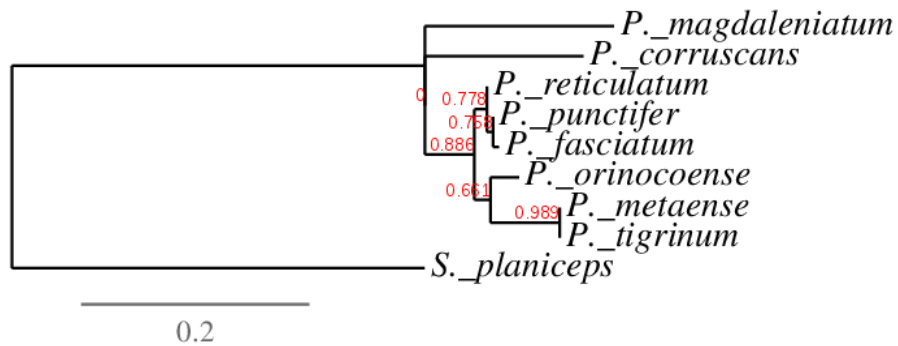 P._magdaleniatum
P._corruscans
P._reticulatum
0 0.778
P._punctifer
0.758
P._fasciatum
0.886
P._orinocoense
0.661
P._metaense
0.989
P._tigrinum
S._planiceps
0.2